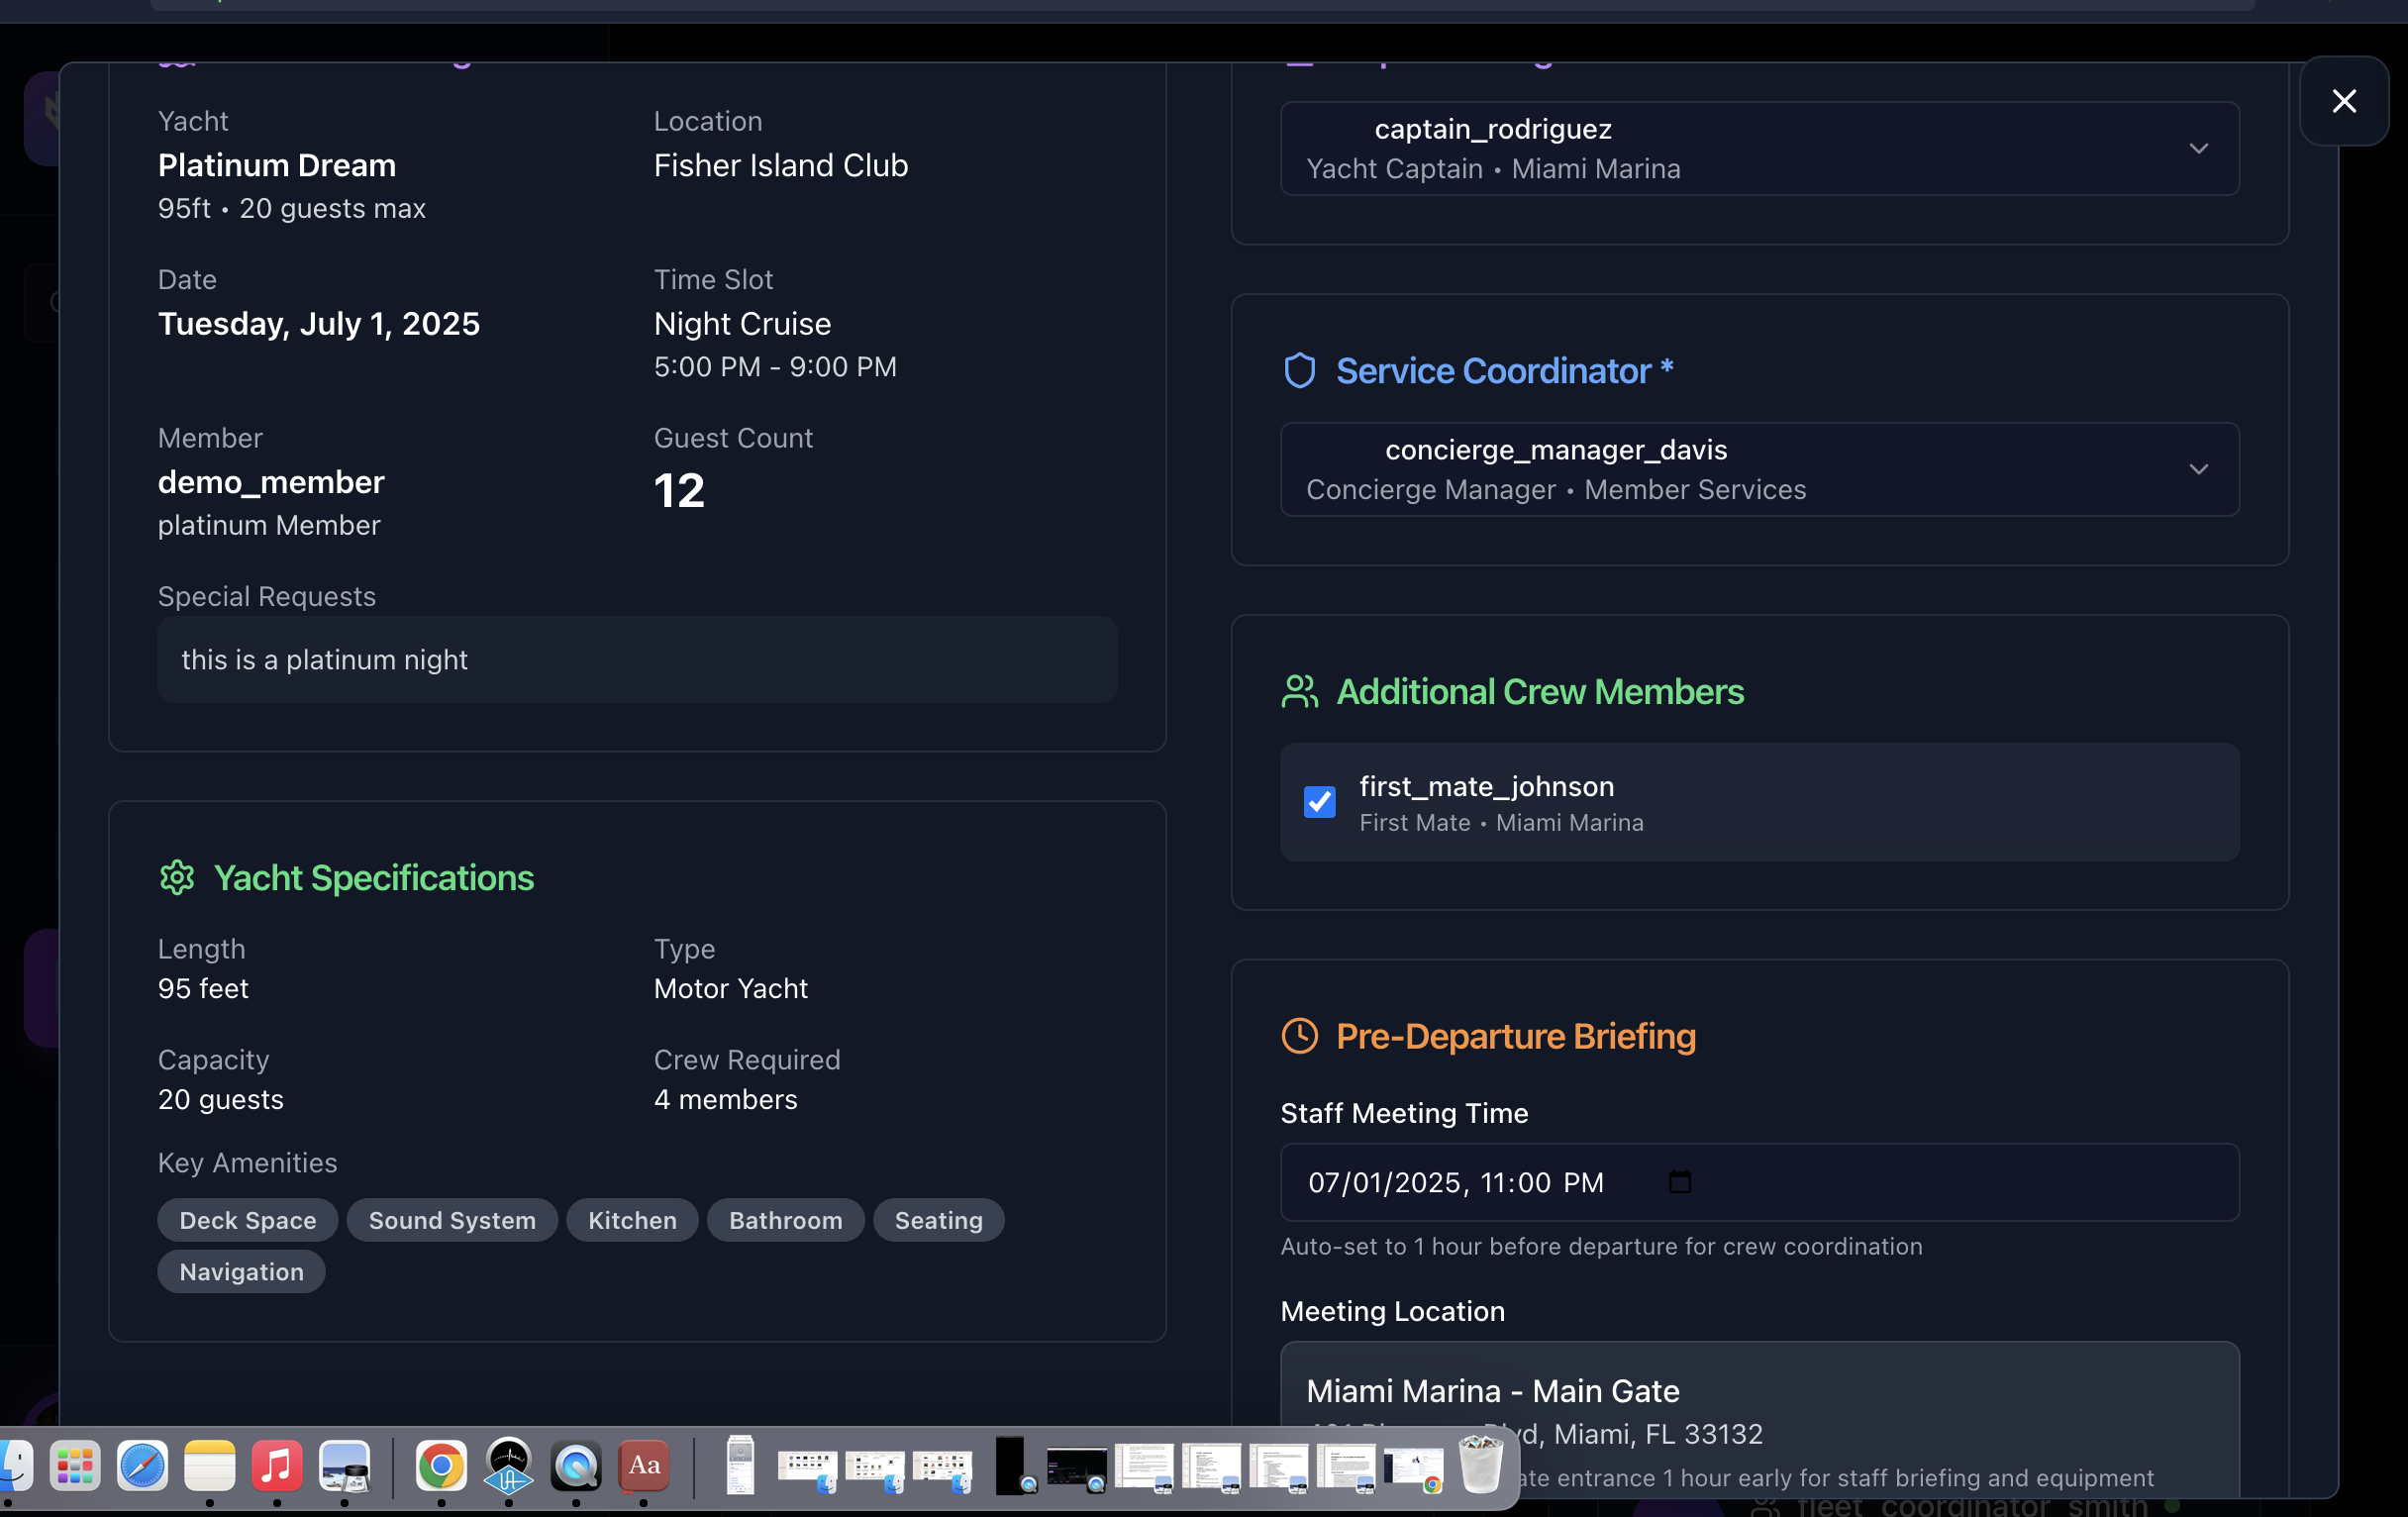 Yacht
Platinum Dream
95ft • 20 guests max
Location
Fisher Island Club
Date
Tuesday, July 1, 2025
Time Slot
Night Cruise
5:00 PM - 9:00 PM
Member
demo_member
platinum Member
Guest Count
12
Special Requests
this is a platinum night
Yacht Specifications
Length
95 feet
Type
Motor Yacht
Capacity
20 guests
Crew Required
4 members
Key Amenities
Deck Space
Sound System
Kitchen
Bathroom
Seating
Navigation
captain_rodriguez
Yacht Captain • Miami Marina
Service Coordinator *
concierge_manager_davis
Concierge Manager • Member Services
Additional Crew Members
first_mate_johnson
First Mate • Miami Marina
Pre-Departure Briefing
Staff Meeting Time
07/01/2025, 11:00 PM
Auto-set to 1 hour before departure for crew coordination
Meeting Location
Miami Marina - Main Gate
Miami, FL 33132
entrance 1 hour early for staff briefing and equipment
fleet_coordinator_smith
Aa